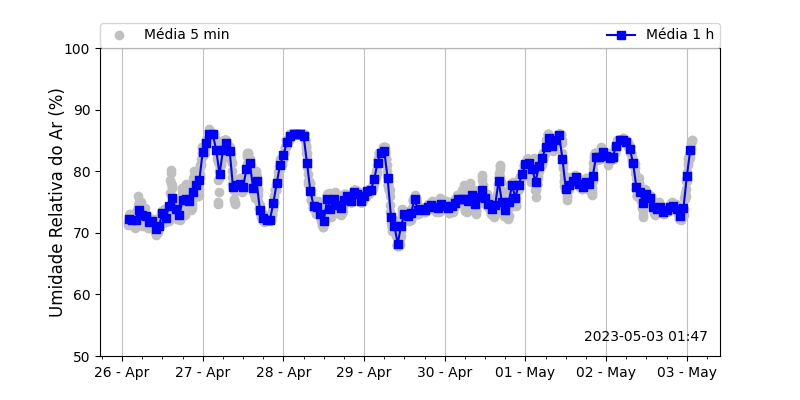 Média 5 min
Média 1 h
Umidade Relativa do Ar (%)
100
90
80
70
60
50
2023-05-03 01:47
26 - Apr
27 - Apr
28 - Apr
29 - Apr
30 - Apr
01 - May
02 - May
03 - May